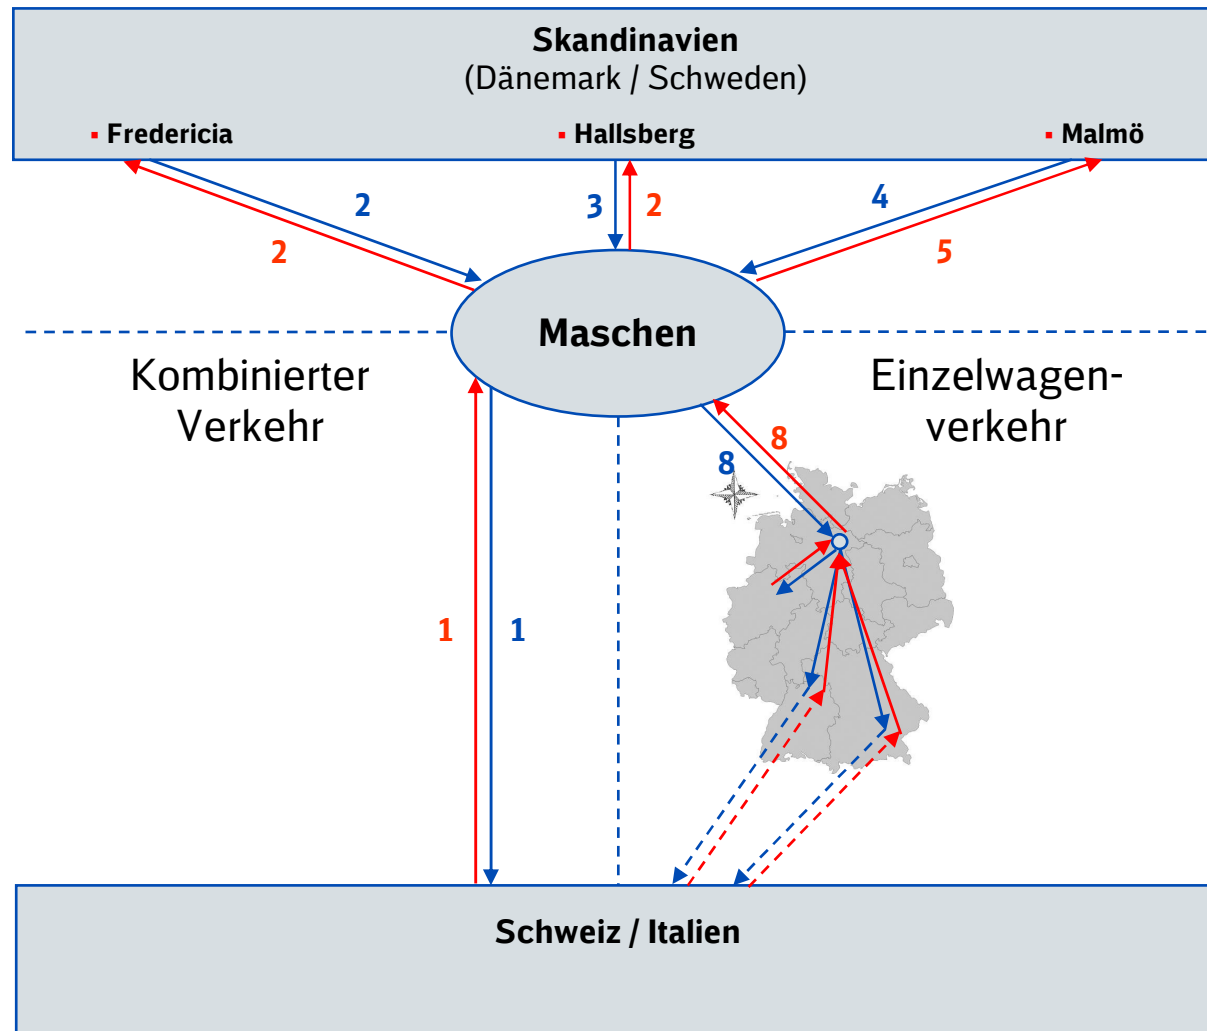 Skandinavien
(Dänemark / Schweden)
▪ Fredericia
▪ Hallsberg
▪ Malmö
2
2
3
2
4
5
Maschen
Kombinierter
Verkehr
Einzelwagen-
verkehr
8
8
1
1
Schweiz / Italien